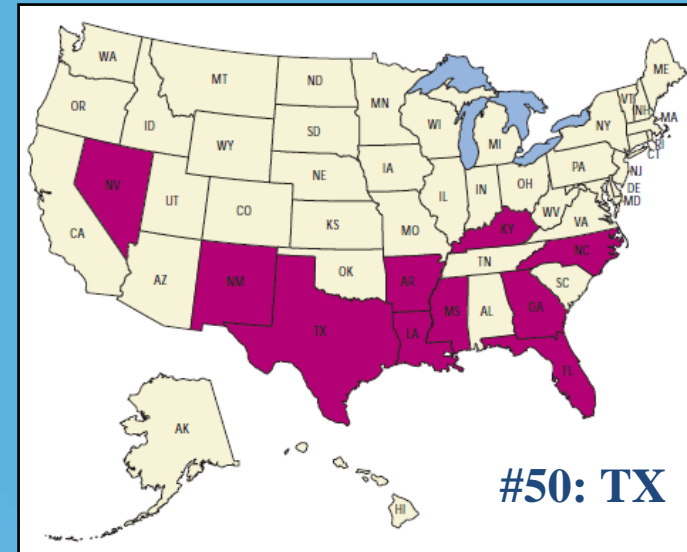 WA
MT
ND
MN
ME
OR
ID
WY
SD
WI
MI
VT
NH
NY
MA
RI
CT
NV
UT
CO
NE
IA
IL
IN
OH
PA
NJ
DE
MD
CA
KS
MO
KY
WV
VA
AZ
NM
OK
AR
TN
NC
SC
TX
LA
MS
AL
GA
FL
AK
HI
#50: TX